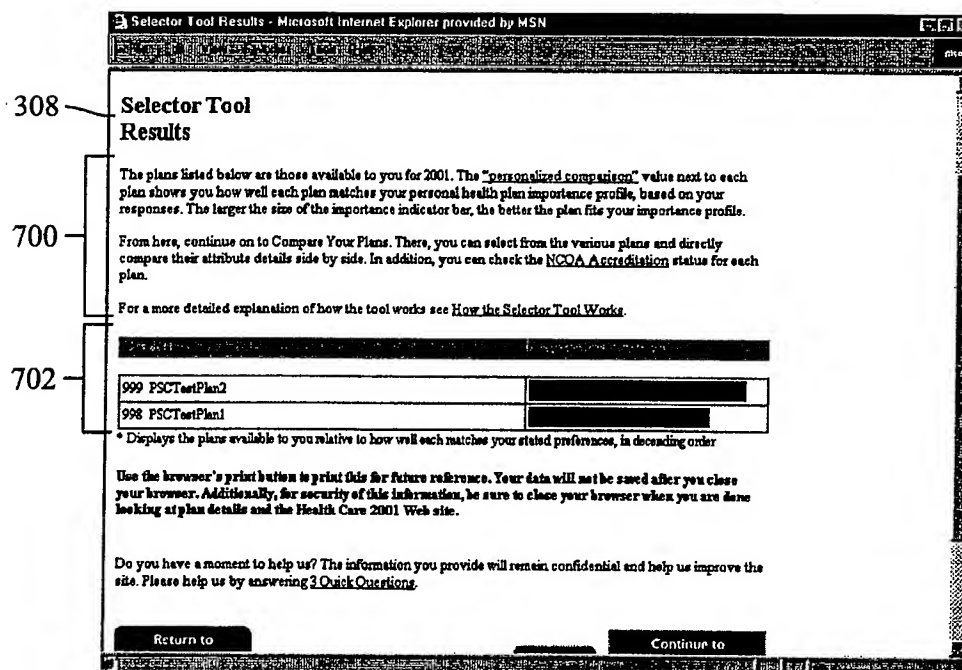 Selector Tool Results - Microsoft Internet Explorer provided by MSN
308
Selector Tool
Results
700
The plans listed below are those available to you for 2001. The "personalized comparison" value next to each
plan shows you how well each plan matches your personal health plan importance profile, based on your
responses. The larger the size of the importance indicator bar, the better the plan fits your importance profile.
From here, continue on to Compare Your Plans. There, you can select from the various plans and directly
compare their attribute details side by side. In addition, you can check the NCQA Accreditation status for each
plan.
For a more detailed explanation of how the tool works see How the Selector Tool Works.
702
999 PSCTestPlan2
998 PSCTestPlan1
* Displays the plans available to you relative to how well each matches your stated preferences, in decending order
Use the browser's print button to print this for future reference. Your data will not be saved after you close
your browser. Additionally, for security of this information, be sure to close your browser when you are done
looking at plan details and the Health Care 2001 Web site.
Do you have a moment to help us? The information you provide will remain confidential and help us improve the
site. Please help us by answering 3 Quick Questions.
Return to
Continue to